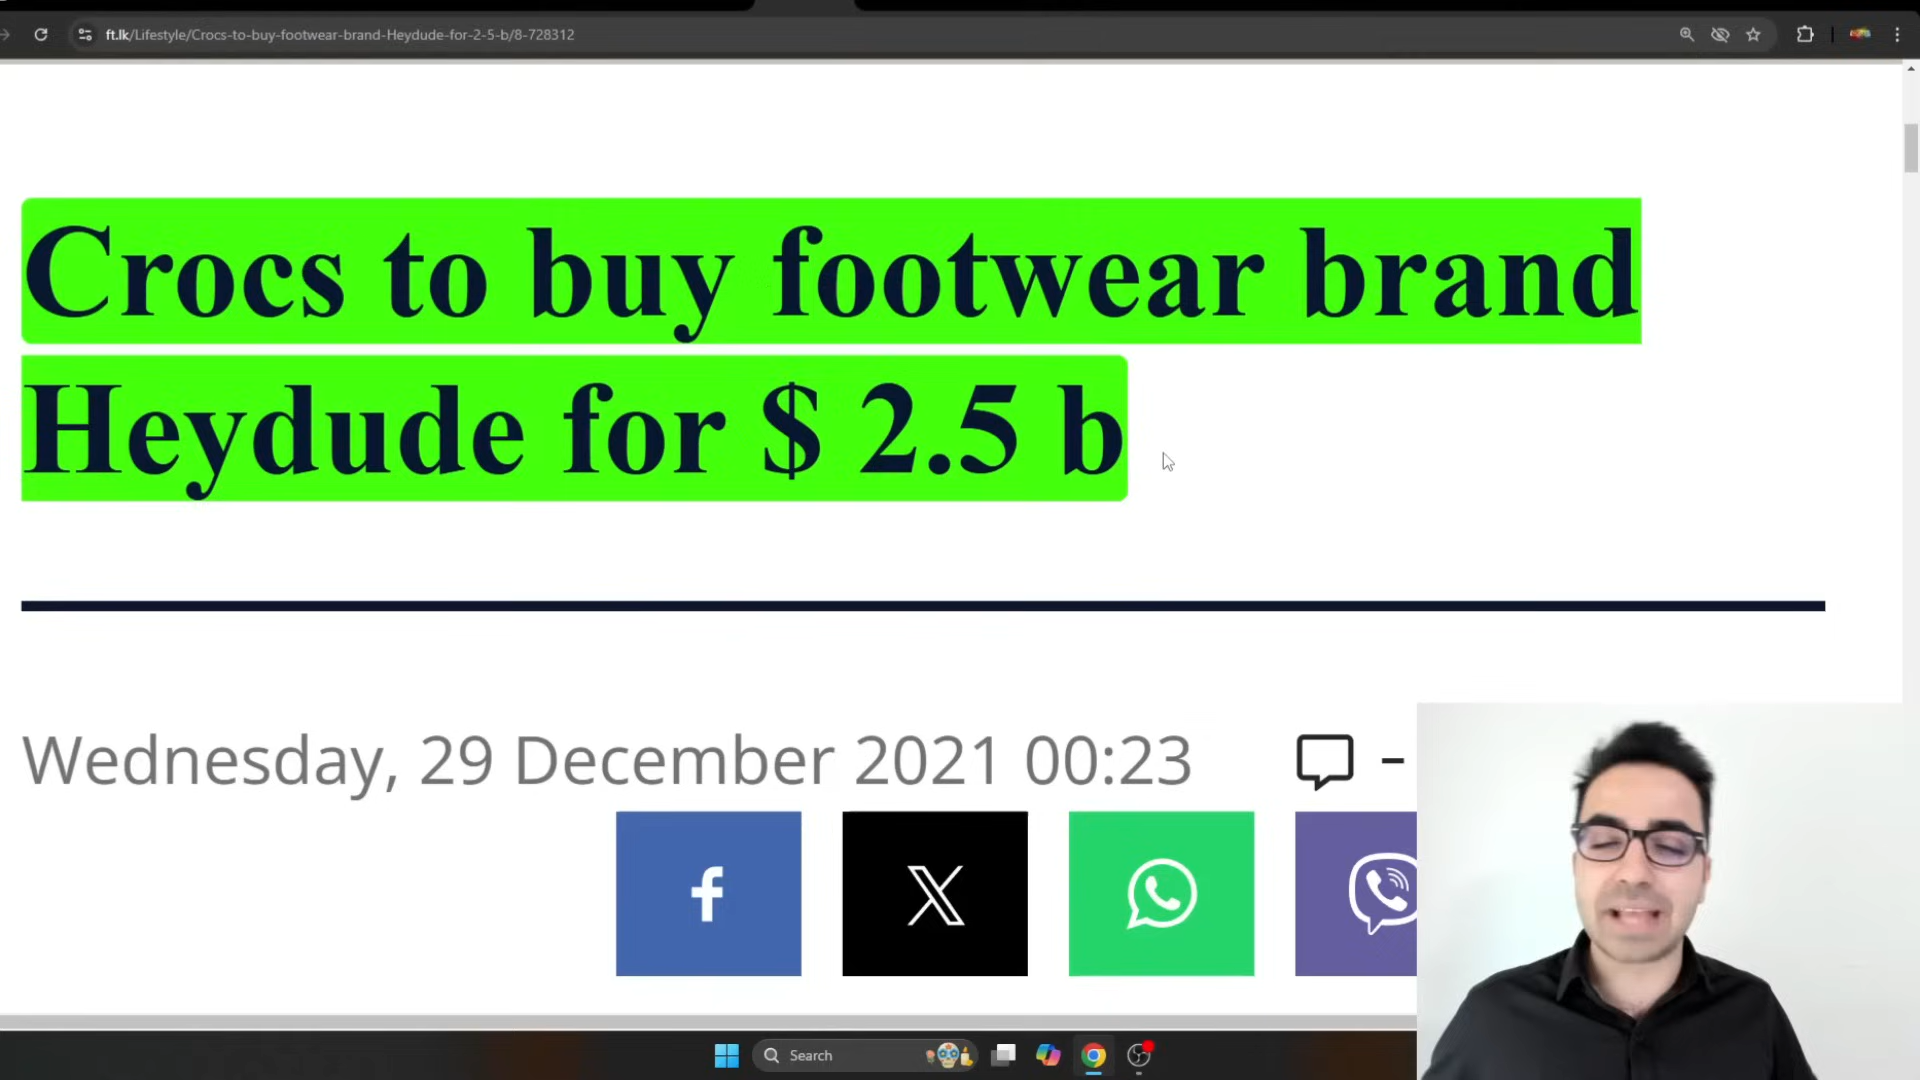 ft.lk/Lifestyle/Crocs-to-buy-footwear-brand-Heydude-for-2-5-b/8-728312
Crocs to buy footwear brand
Heydude for $ 2.5 b
Wednesday, 29 December 2021 00:23
-
Search